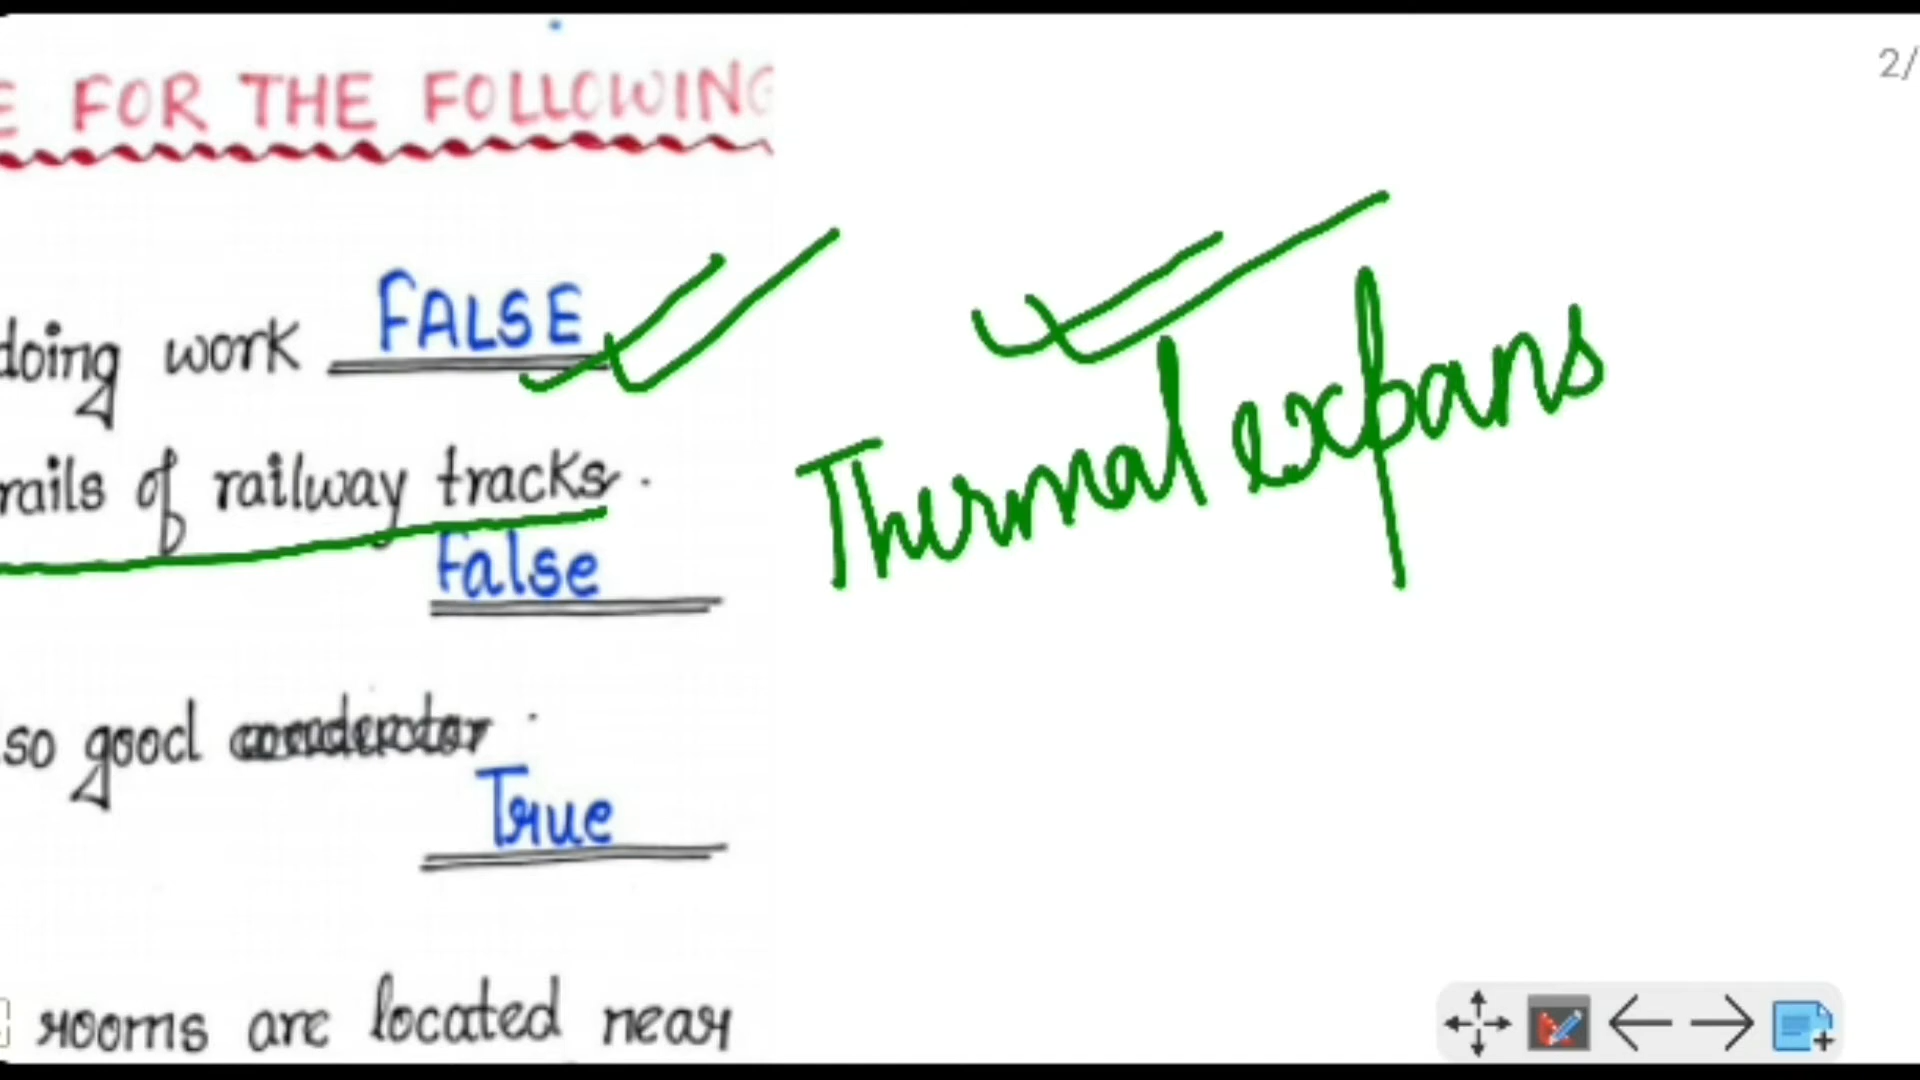 2/
E FOR THE FOLLOWING
doing work FALSE
rails of railway tracks.
False
Thermal expans
so good conductor.
True
rooms are located near